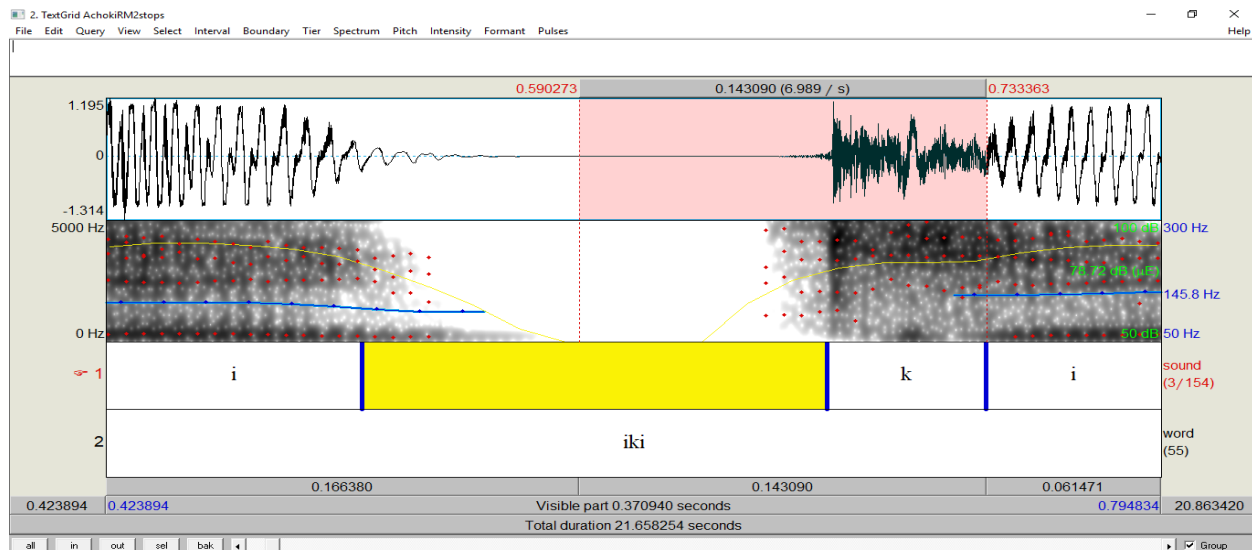 2. TextGrid AchokiRM2stops
File Edit Query View Select Interval Boundary Tier Spectrum Pitch Intensity Formant Pulses Help
0.590273 0.143090 (6.989 / s) 0.733363
1.195
0
-1.314
5000 Hz 100 dB 300 Hz
78.72 dB (µE) 145.8 Hz
0 Hz 50 dB 50 Hz
1 i k i sound
(3/154)
2 iki word
(55)
0.166380 0.143090 0.061471
0.423894 0.423894 Visible part 0.370940 seconds 0.794834 20.863420
Total duration 21.658254 seconds
all in out sel bak Group